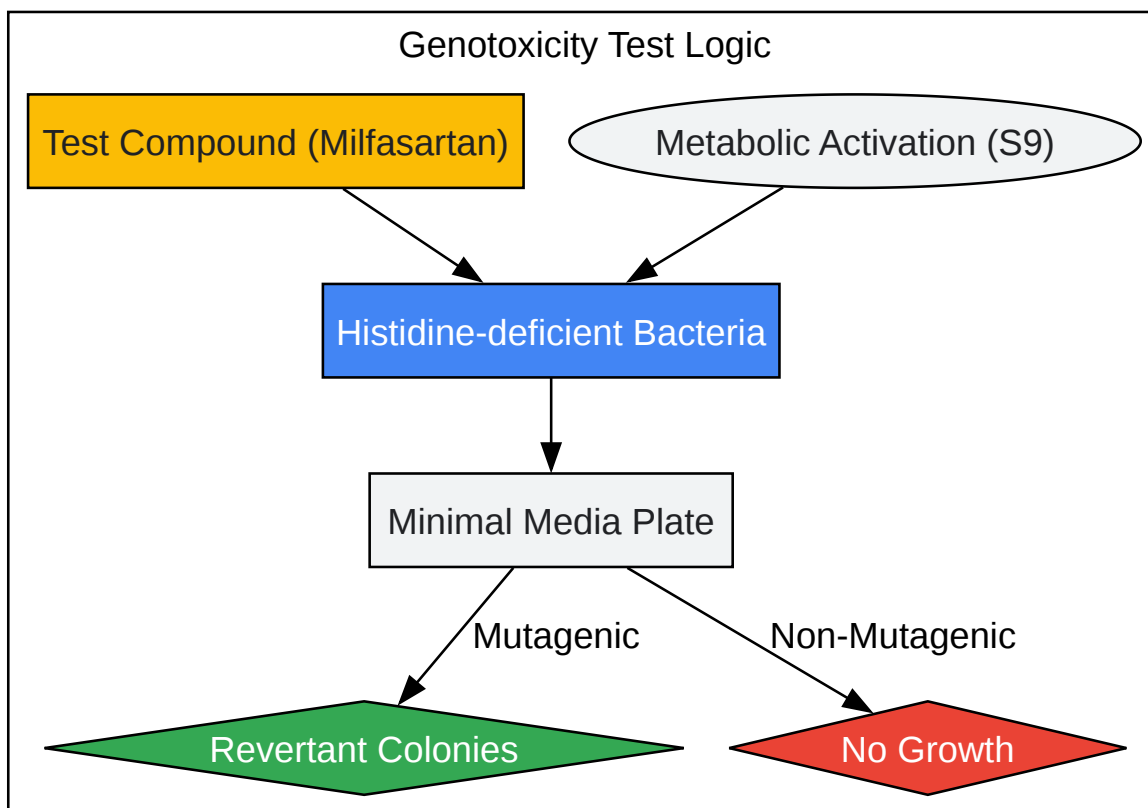 Genotoxicity Test Logic
Test Compound (Milfasartan)
Metabolic Activation (S9)
Histidine-deficient Bacteria
Minimal Media Plate
Mutagenic
Non-Mutagenic
Revertant Colonies
No Growth